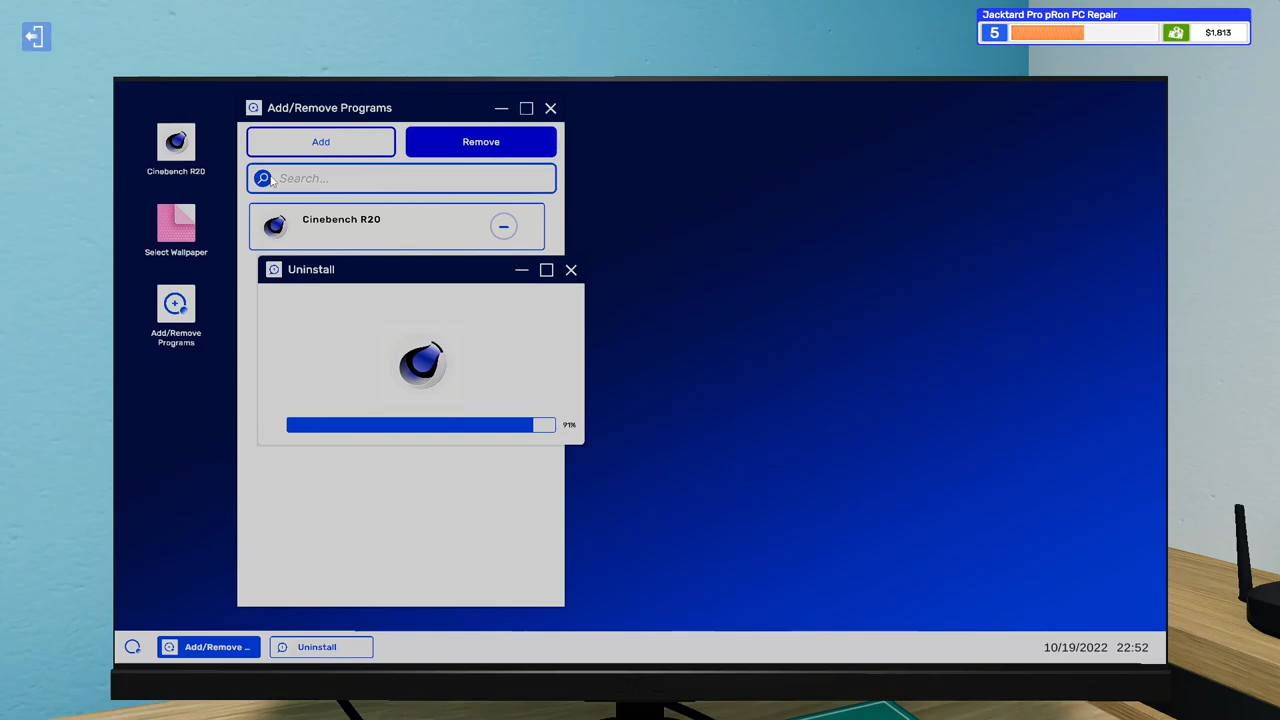 Jacktard Pro pRon PC Repair
5
$1,813
Add/Remove Programs
Add
Remove
Search...
Cinebench R20
Cinebench R20
Select Wallpaper
Add/Remove
Programs
Uninstall
91%
Add/Remove ...
Uninstall
10/19/2022 22:52